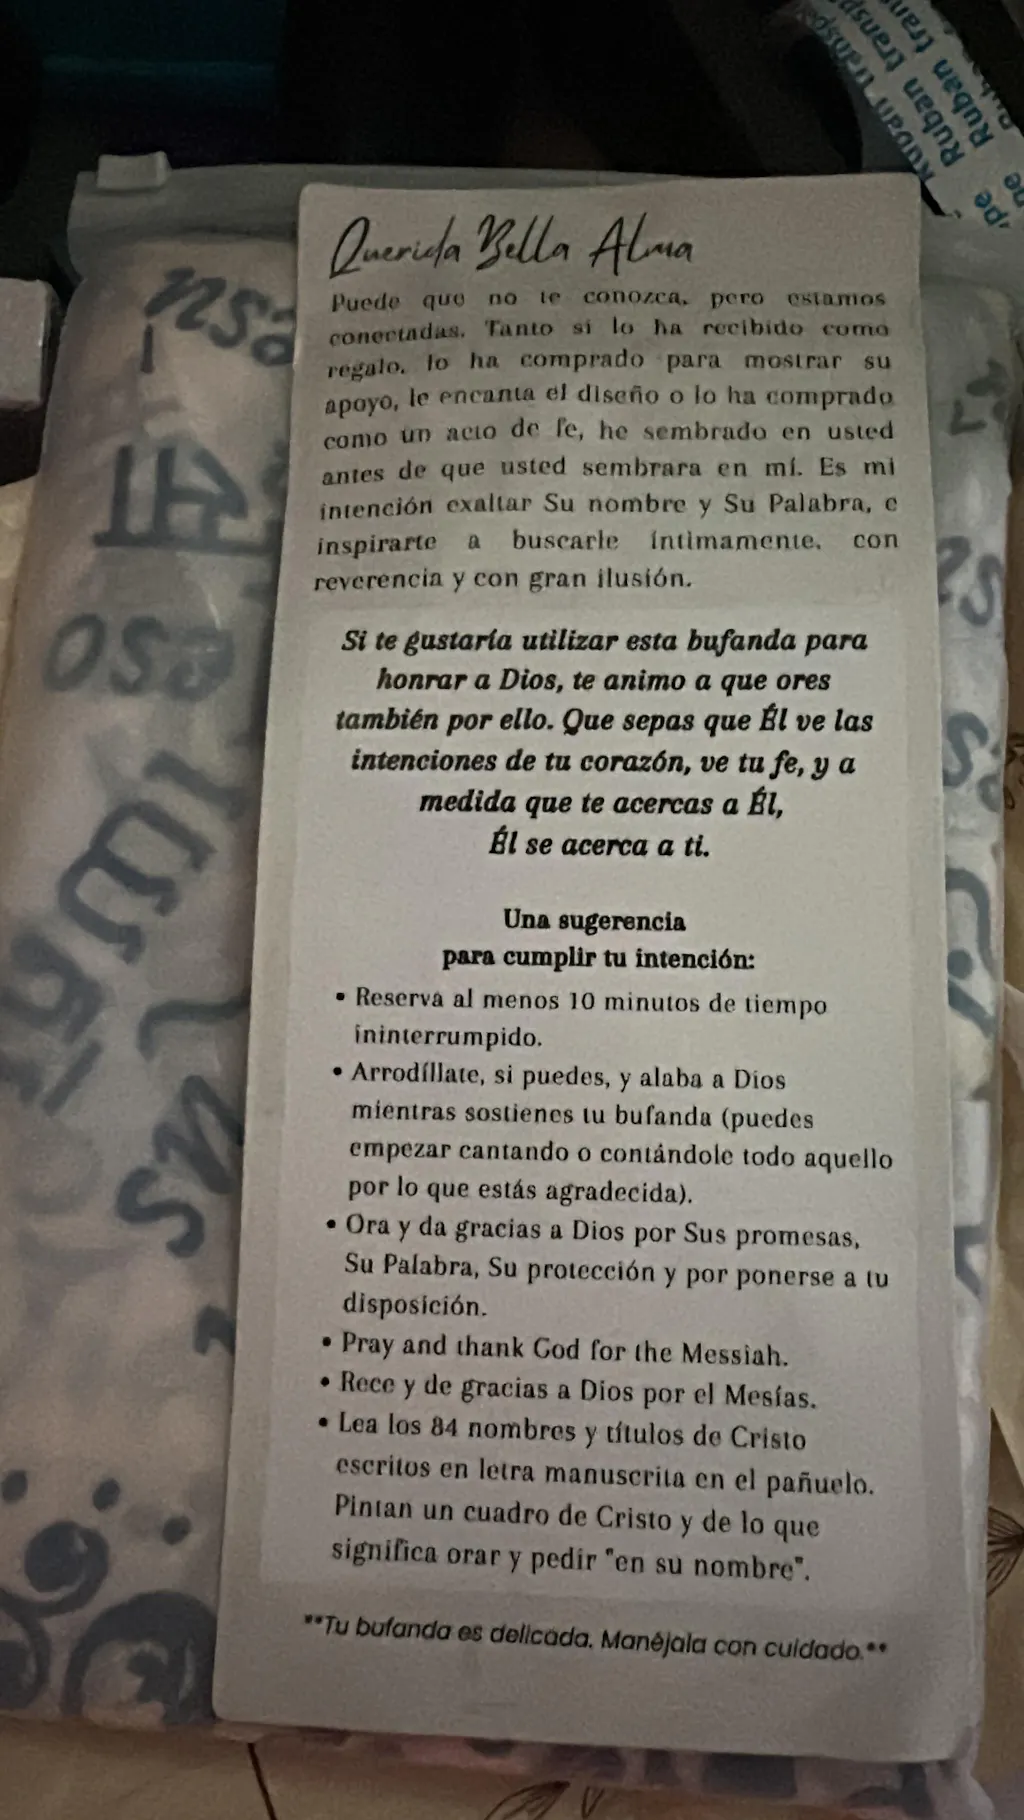 Querida Bella Alma
Puede que no te conozca, pero estamos
conectadas. Tanto si lo ha recibido como
regalo, lo ha comprado para mostrar su
apoyo, le encanta el diseño o lo ha comprado
como un acto de fe, he sembrado en usted
antes de que usted sembrara en mí. Es mi
intención exaltar Su nombre y Su Palabra, e
inspirarte a buscarle íntimamente, con
reverencia y con gran ilusión.
Si te gustaría utilizar esta bufanda para
honrar a Dios, te animo a que ores
también por ello. Que sepas que Él ve las
intenciones de tu corazón, ve tu fe, y a
medida que te acercas a Él,
Él se acerca a ti.
Una sugerencia
para cumplir tu intención:
• Reserva al menos 10 minutos de tiempo
ininterrumpido.
• Arrodíllate, si puedes, y alaba a Dios
mientras sostienes tu bufanda (puedes
empezar cantando o contándole todo aquello
por lo que estás agradecida).
• Ora y da gracias a Dios por Sus promesas,
Su Palabra, Su protección y por ponerse a tu
disposición.
• Pray and thank God for the Messiah.
• Rece y de gracias a Dios por el Mesías.
• Lea los 84 nombres y títulos de Cristo
escritos en letra manuscrita en el pañuelo.
Pintan un cuadro de Cristo y de lo que
significa orar y pedir "en su nombre".
**Tu bufanda es delicada. Manéjala con cuidado.**
Ruban
Ruban
Ruban